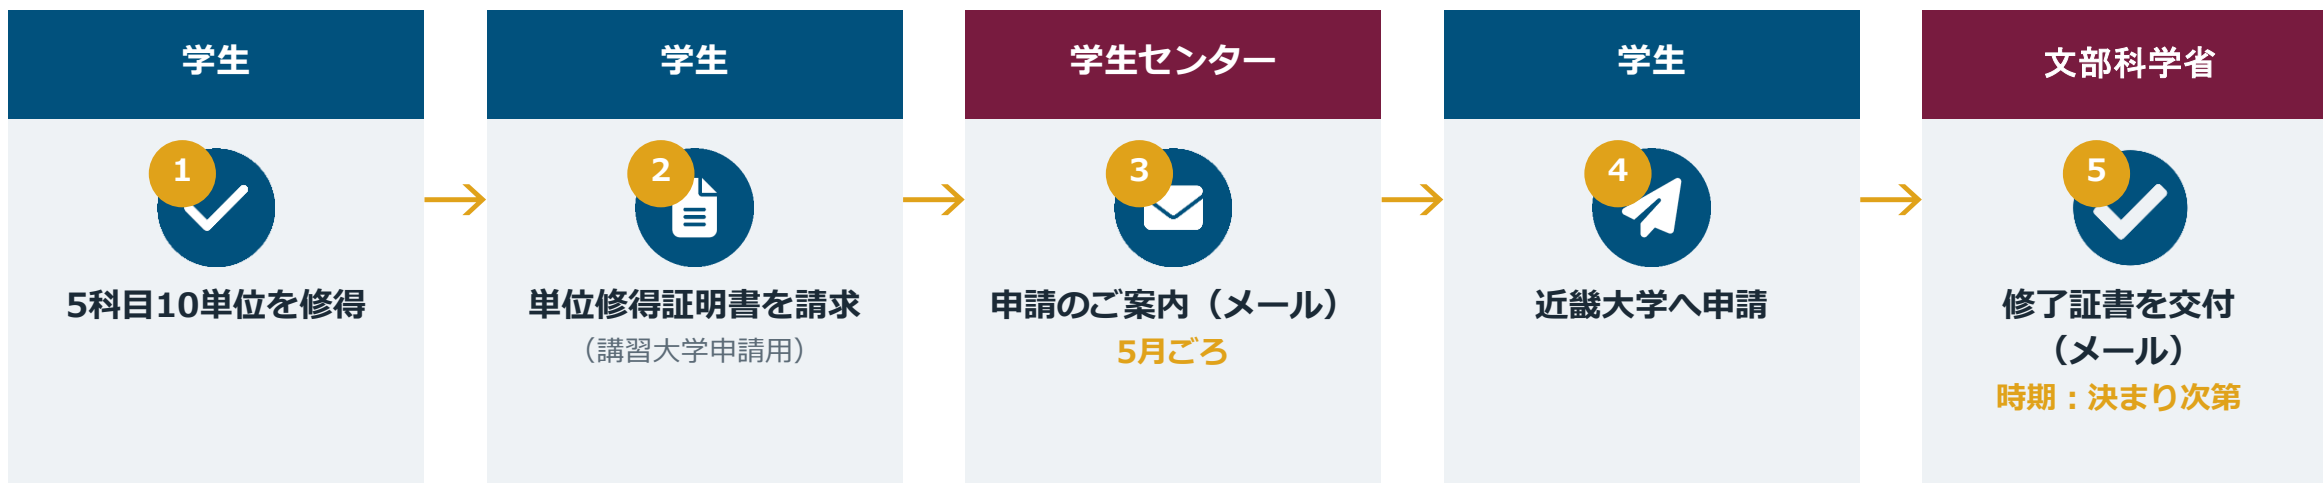 学生
1
5科目10単位を修得
学生
2
単位修得証明書を請求
（講習大学申請用）
学生センター
3
申請のご案内（メール）
5月ごろ
学生
4
近畿大学へ申請
文部科学省
5
修了証書を交付
（メール）
時期：決まり次第